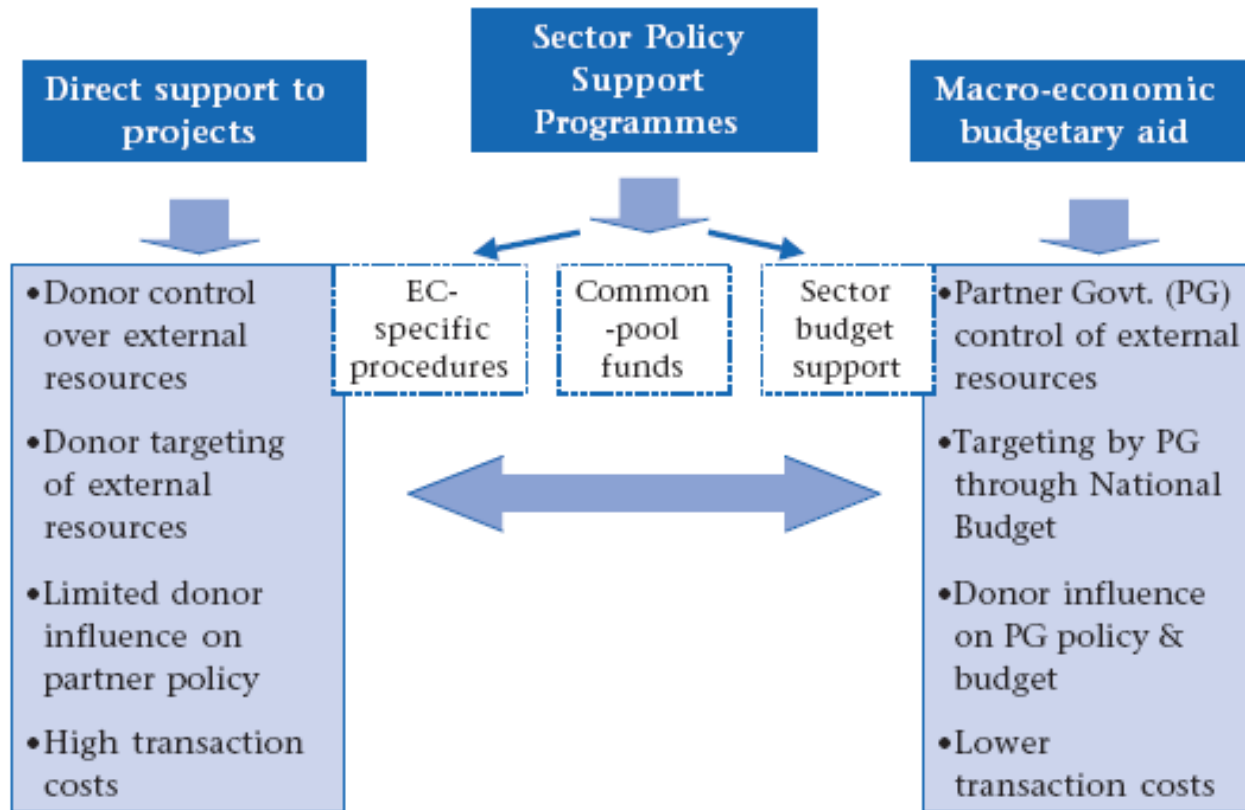 Direct support to
projects
Sector Policy
Support
Programmes
Macro-economic
budgetary aid
•Donor control
over external
resources
•Donor targeting
of external
resources
•Limited donor
influence on
partner policy
•High transaction
costs
EC-
specific
procedures
Common
-pool
funds
Sector
budget
support
•Partner Govt. (PG)
control of external
resources
•Targeting by PG
through National
Budget
•Donor influence
on PG policy &
budget
•Lower
transaction costs